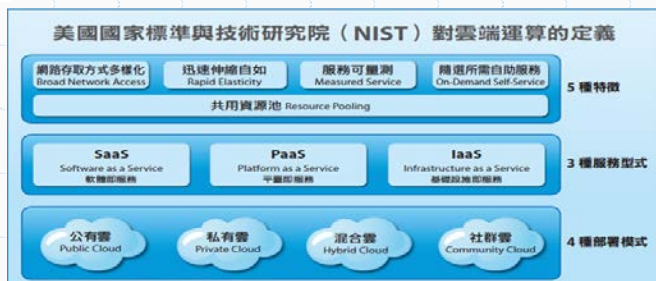 美國國家標準與技術研究院（NIST）對雲端運算的定義
網路存取方式多樣化
Broad Network Access
迅速伸縮自如
Rapid Elasticity
服務可量測
Measured Service
隨選所需自助服務
On-Demand Self-Service
共用資源池 Resource Pooling
5 種特徵
SaaS
Software as a Service
軟體即服務
PaaS
Platform as a Service
平臺即服務
IaaS
Infrastructure as a Service
基礎設施即服務
3 種服務型式
公有雲
Public Cloud
私有雲
Private Cloud
混合雲
Hybrid Cloud
社群雲
Community Cloud
4 種部署模式